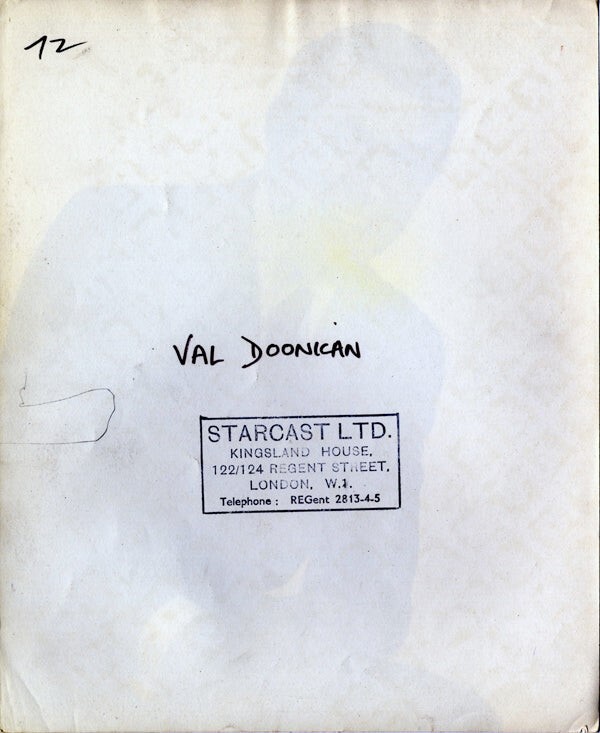 12
VAL DOONICAN
STARCAST LTD.
KINGSLAND HOUSE,
122/124 REGENT STREET,
LONDON, W.1.
Telephone : REGent 2813-4-5